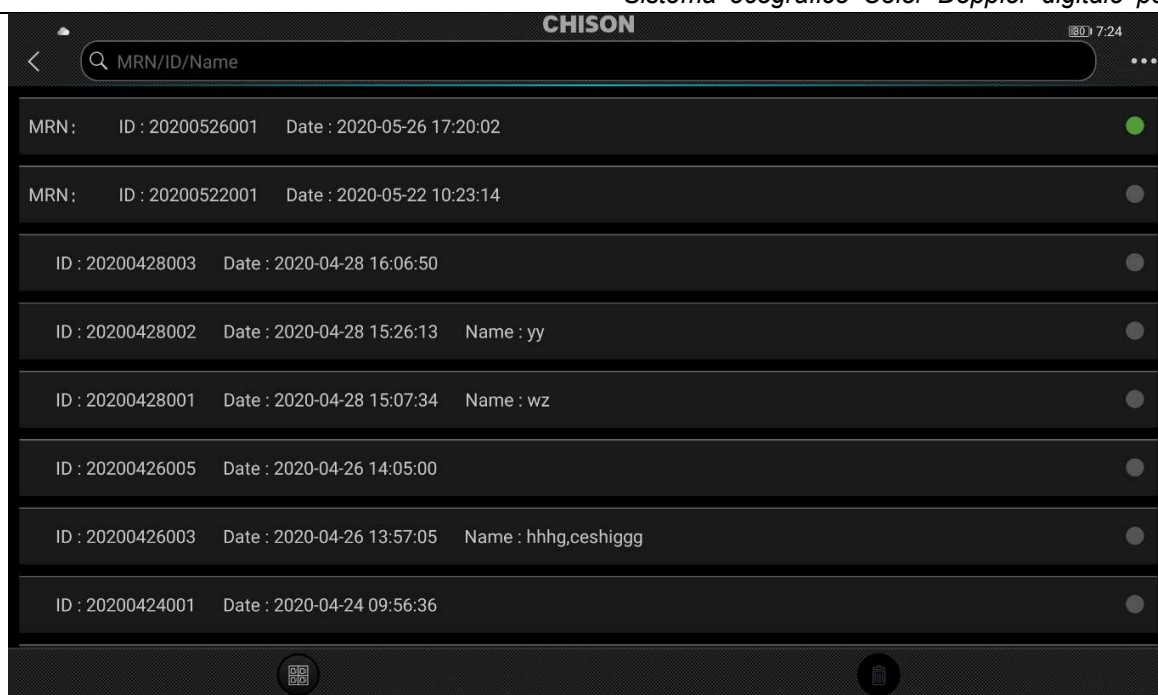 Sistema ecografico Color Doppler digitale po
CHISON
80 7:24
MRN/ID/Name
MRN: ID : 20200526001 Date : 2020-05-26 17:20:02
MRN: ID : 20200522001 Date : 2020-05-22 10:23:14
ID : 20200428003 Date : 2020-04-28 16:06:50
ID : 20200428002 Date : 2020-04-28 15:26:13 Name : yy
ID : 20200428001 Date : 2020-04-28 15:07:34 Name : wz
ID : 20200426005 Date : 2020-04-26 14:05:00
ID : 20200426003 Date : 2020-04-26 13:57:05 Name : hhhg,ceshiggg
ID : 20200424001 Date : 2020-04-24 09:56:36